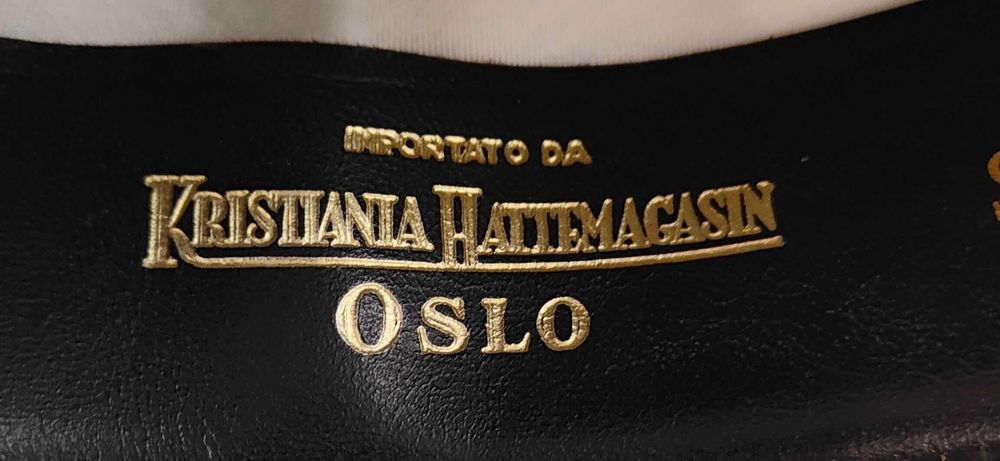 IMPORTATO DA
KRISTIANIA HATTEMAGASIN
OSLO